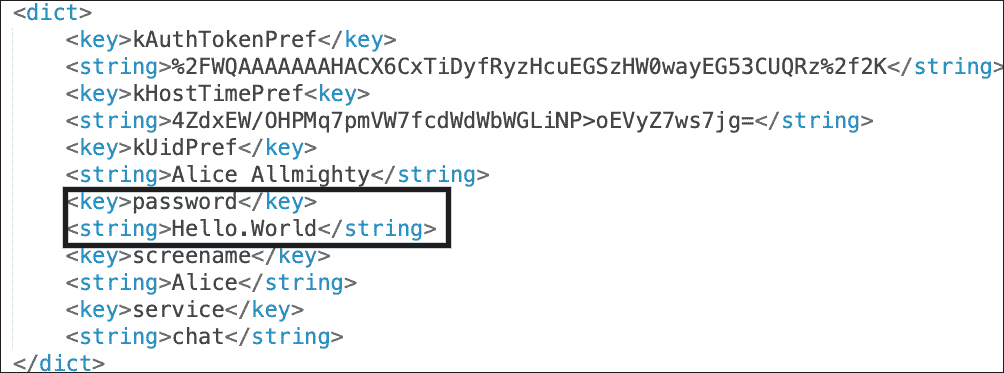 <dict>
<key>kAuthTokenPref</key>
<string>%2FWQAAAAAAAHACX6CxTiDyfRyzHcuEGSzHW0wayEG53CUQRz%2f2K</string>
<key>kHostTimePref<key>
<string>4ZdxEW/OHPMq7pmVW7fcdWdWbWGLiNP>oEVyZ7ws7jg=</string>
<key>kUidPref</key>
<string>Alice Allmighty</string>
<key>password</key>
<string>Hello.World</string>
<key>screename</key>
<string>Alice</string>
<key>service</key>
<string>chat</string>
</dict>